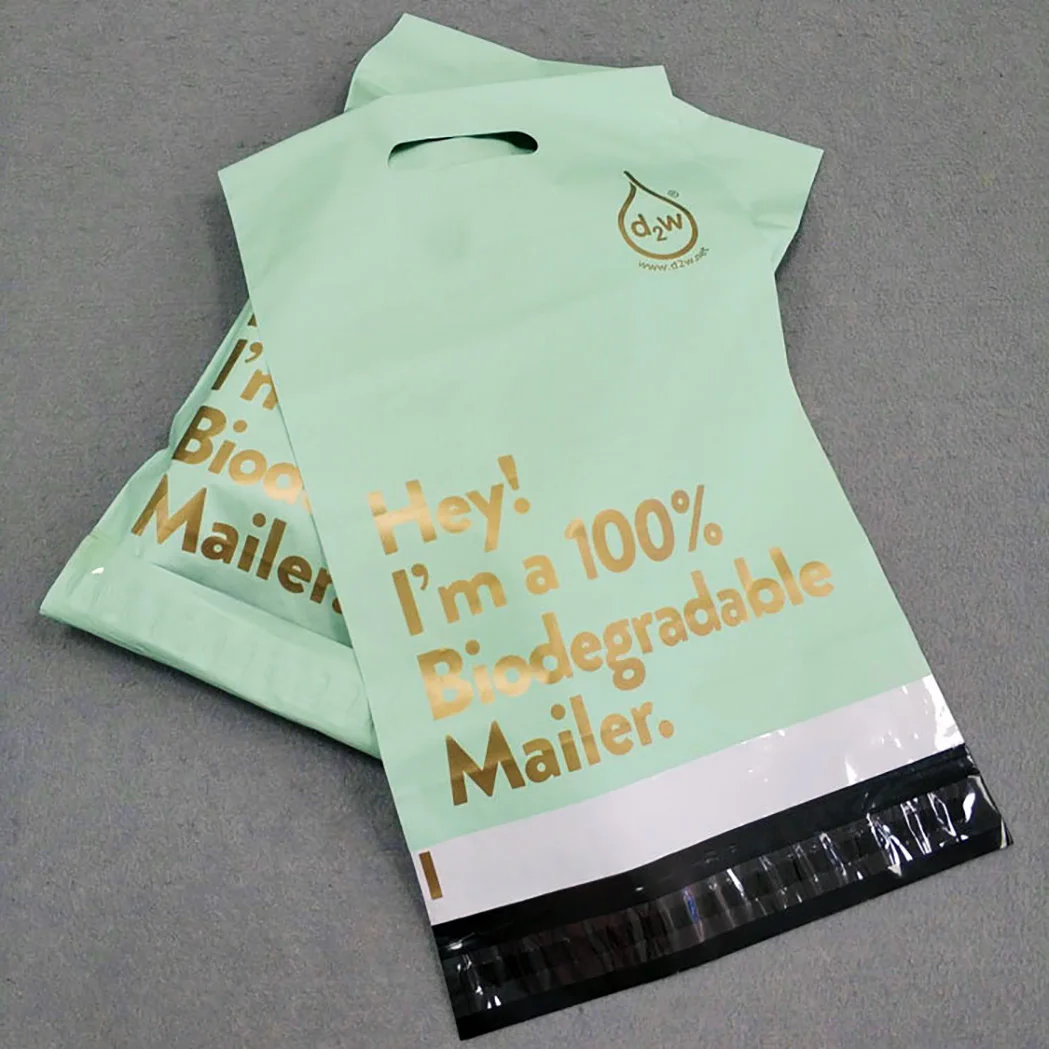 d2w®
www.d2w.net
Hey!
I'm a 100%
Biodegradable
Mailer.
I'm
Biod
Mailer.